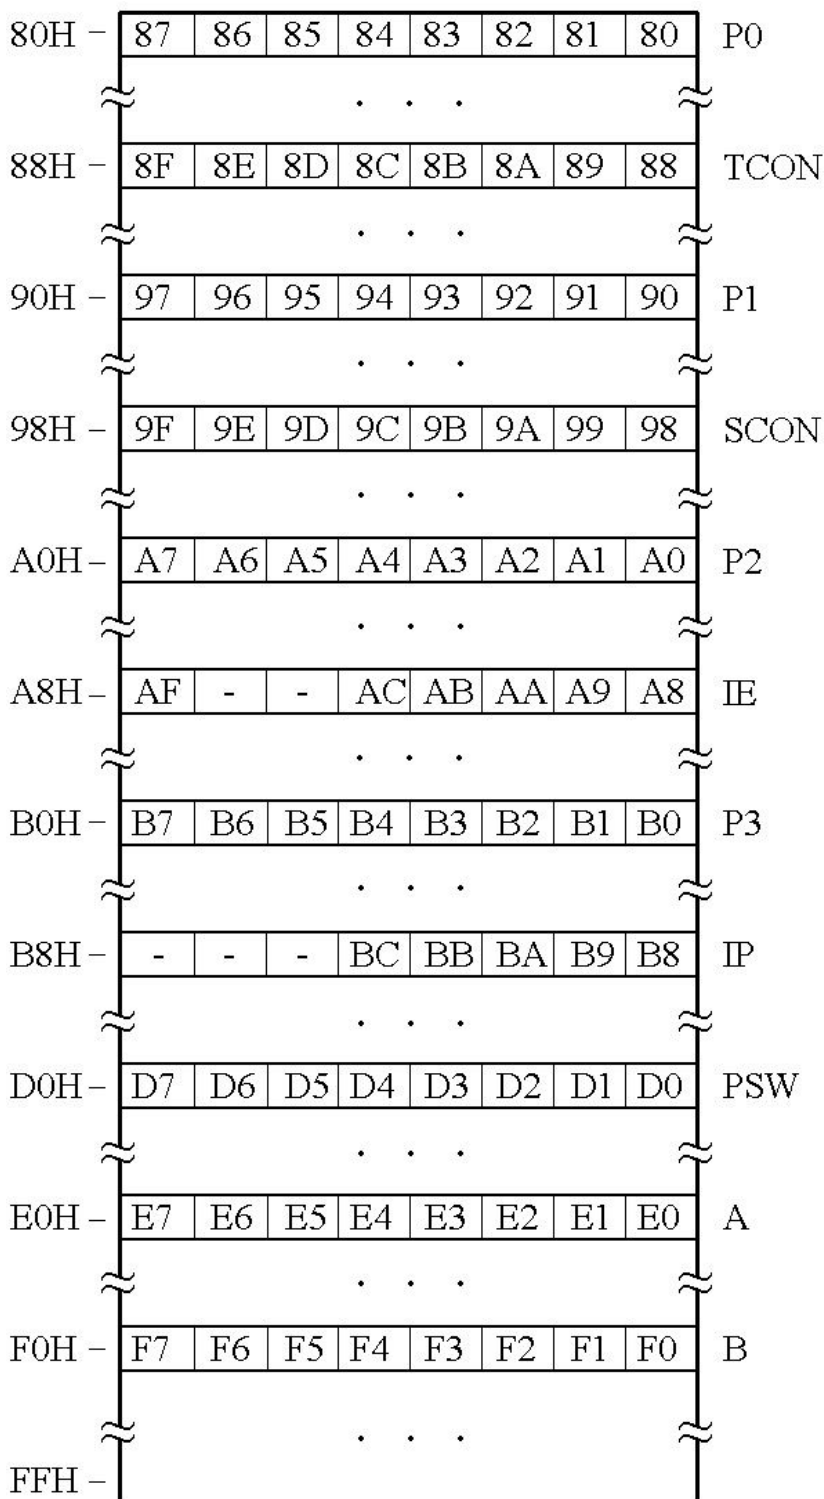 80H – 87 86 85 84 83 82 81 80 P0
. . .
88H – 8F 8E 8D 8C 8B 8A 89 88 TCON
. . .
90H – 97 96 95 94 93 92 91 90 P1
. . .
98H – 9F 9E 9D 9C 9B 9A 99 98 SCON
. . .
A0H – A7 A6 A5 A4 A3 A2 A1 A0 P2
. . .
A8H – AF - - AC AB AA A9 A8 IE
. . .
B0H – B7 B6 B5 B4 B3 B2 B1 B0 P3
. . .
B8H – - - - BC BB BA B9 B8 IP
. . .
D0H – D7 D6 D5 D4 D3 D2 D1 D0 PSW
. . .
E0H – E7 E6 E5 E4 E3 E2 E1 E0 A
. . .
F0H – F7 F6 F5 F4 F3 F2 F1 F0 B
. . .
FFH –